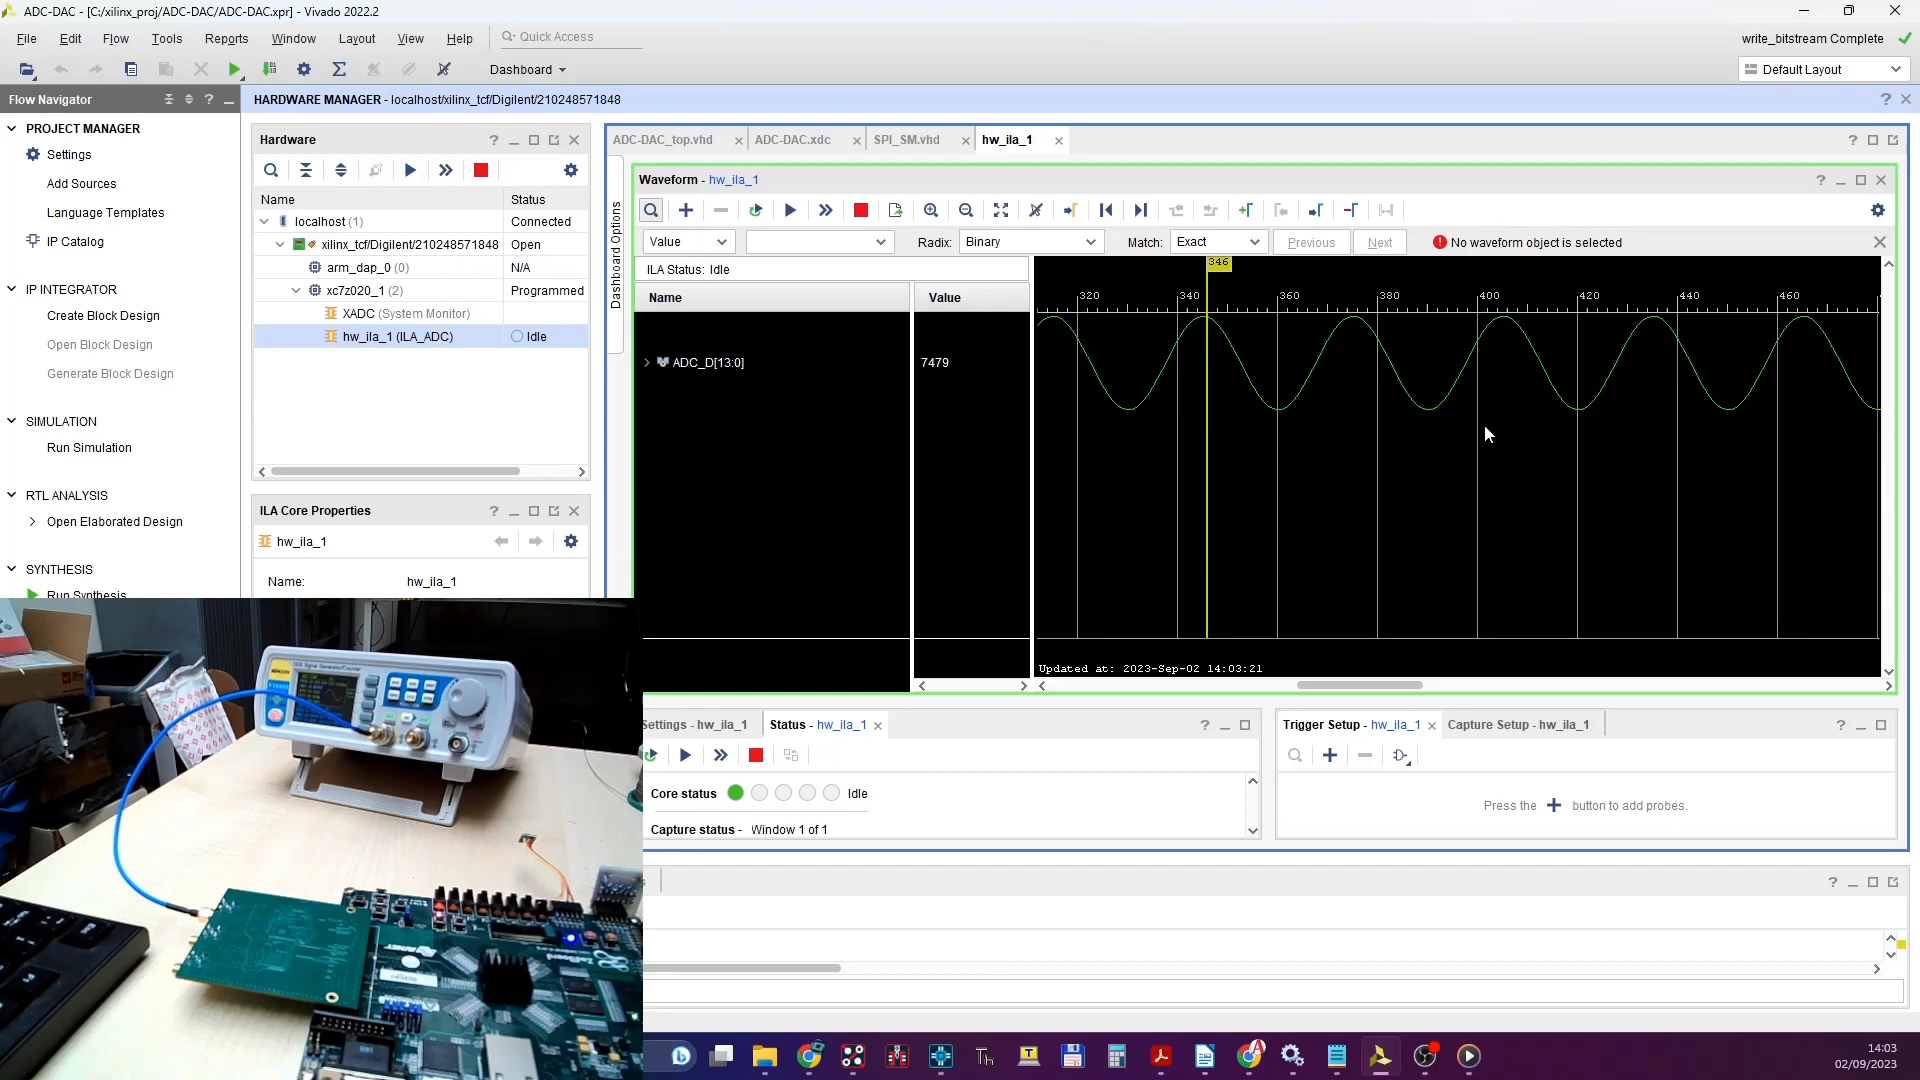 ADC-DAC - [C:/xilinx_proj/ADC-DAC/ADC-DAC.xpr] - Vivado 2022.2
File Edit Flow Tools Reports Window Layout View Help Quick Access
write_bitstream Complete
Dashboard
Default Layout
Flow Navigator
HARDWARE MANAGER - localhost/xilinx_tcf/Digilent/210248571848
PROJECT MANAGER
Settings
Add Sources
Language Templates
IP Catalog
IP INTEGRATOR
Create Block Design
Open Block Design
Generate Block Design
SIMULATION
Run Simulation
RTL ANALYSIS
Open Elaborated Design
SYNTHESIS
Run Synthesis
Hardware
Name Status
localhost (1) Connected
xilinx_tcf/Digilent/210248571848 Open
arm_dap_0 (0) N/A
xc7z020_1 (2) Programmed
XADC (System Monitor)
hw_ila_1 (ILA_ADC) Idle
ILA Core Properties
hw_ila_1
Name: hw_ila_1
ADC-DAC_top.vhd ADC-DAC.xdc SPI_SM.vhd hw_ila_1
Dashboard Options
Waveform - hw_ila_1
Value Radix: Binary Match: Exact Previous Next No waveform object is selected
ILA Status: Idle
Name Value
ADC_D[13:0] 7479
346
320 340 360 380 400 420 440 460
Updated at: 2023-Sep-02 14:03:21
Settings - hw_ila_1 Status - hw_ila_1
Core status Idle
Capture status - Window 1 of 1
Trigger Setup - hw_ila_1 Capture Setup - hw_ila_1
Press the + button to add probes.
14:03
02/09/2023